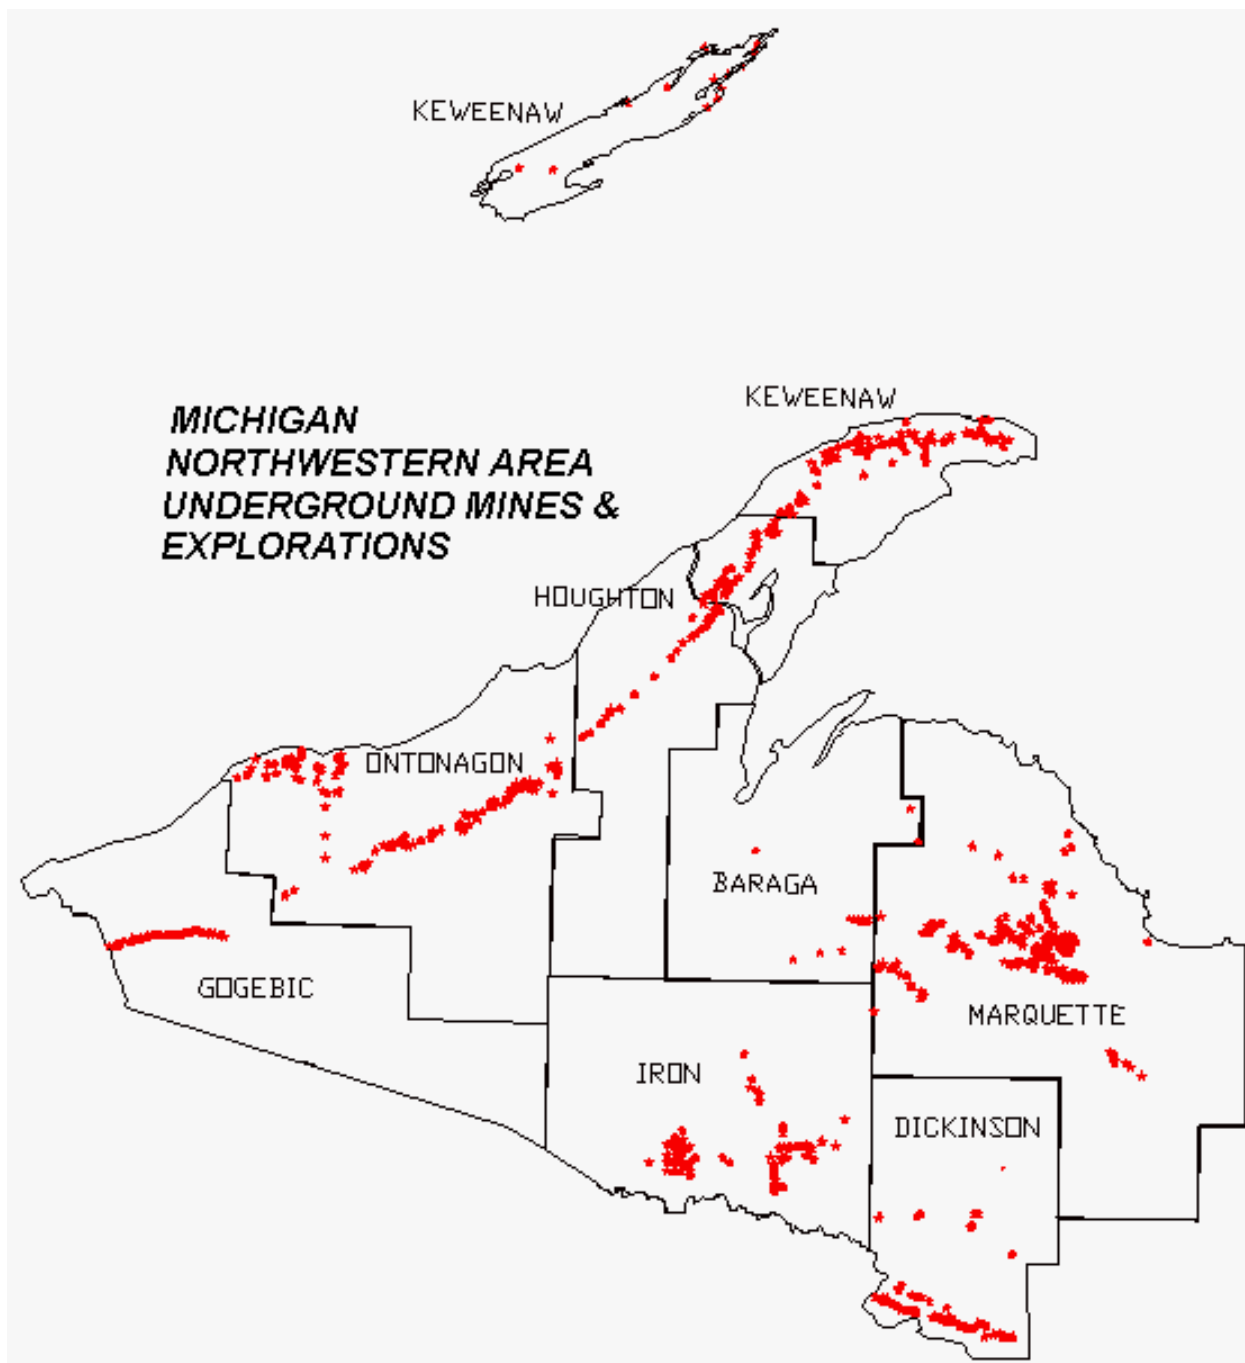 KEWEENAW
KEWEENAW
MICHIGAN
NORTHWESTERN AREA
UNDERGROUND MINES &
EXPLORATIONS
HOUGHTON
ONTONAGON
BARAGA
GOGEBIC
MARQUETTE
IRON
DICKINSON